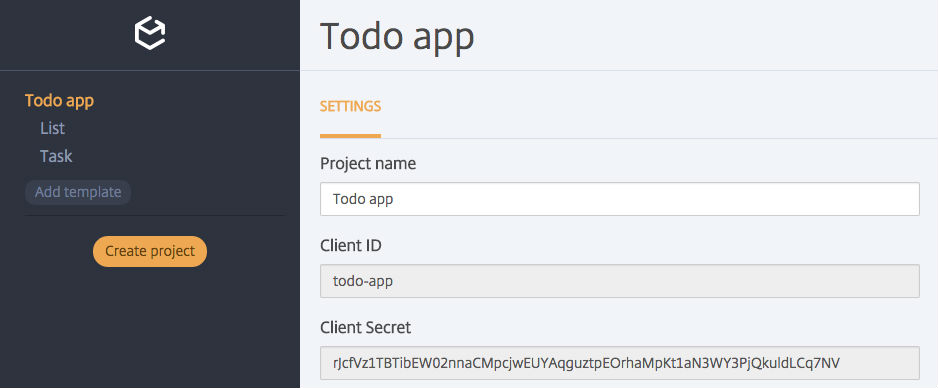 Todo app
List
Task
Add template
Create project
Todo app
SETTINGS
Project name
Todo app
Client ID
todo-app
Client Secret
rJcfVz1TBTibEW02nnaCMpcjwEUYAqguztpEOrhaMpKt1aN3WY3PjQkuIdLCq7NV